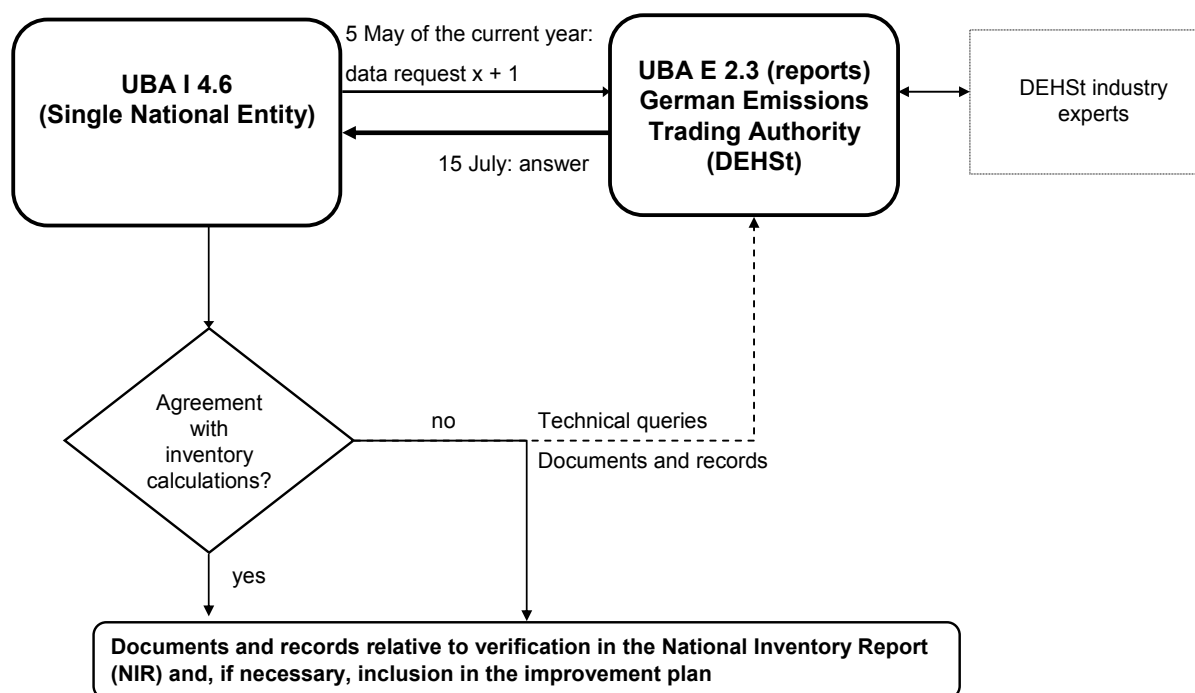 5 May of the current year:
data request x + 1
UBA I 4.6
(Single National Entity)
UBA E 2.3 (reports)
German Emissions
Trading Authority
(DEHSt)
DEHSt industry
experts
15 July: answer
Agreement
with
inventory
calculations?
no
Technical queries
Documents and records
yes
Documents and records relative to verification in the National Inventory Report
(NIR) and, if necessary, inclusion in the improvement plan